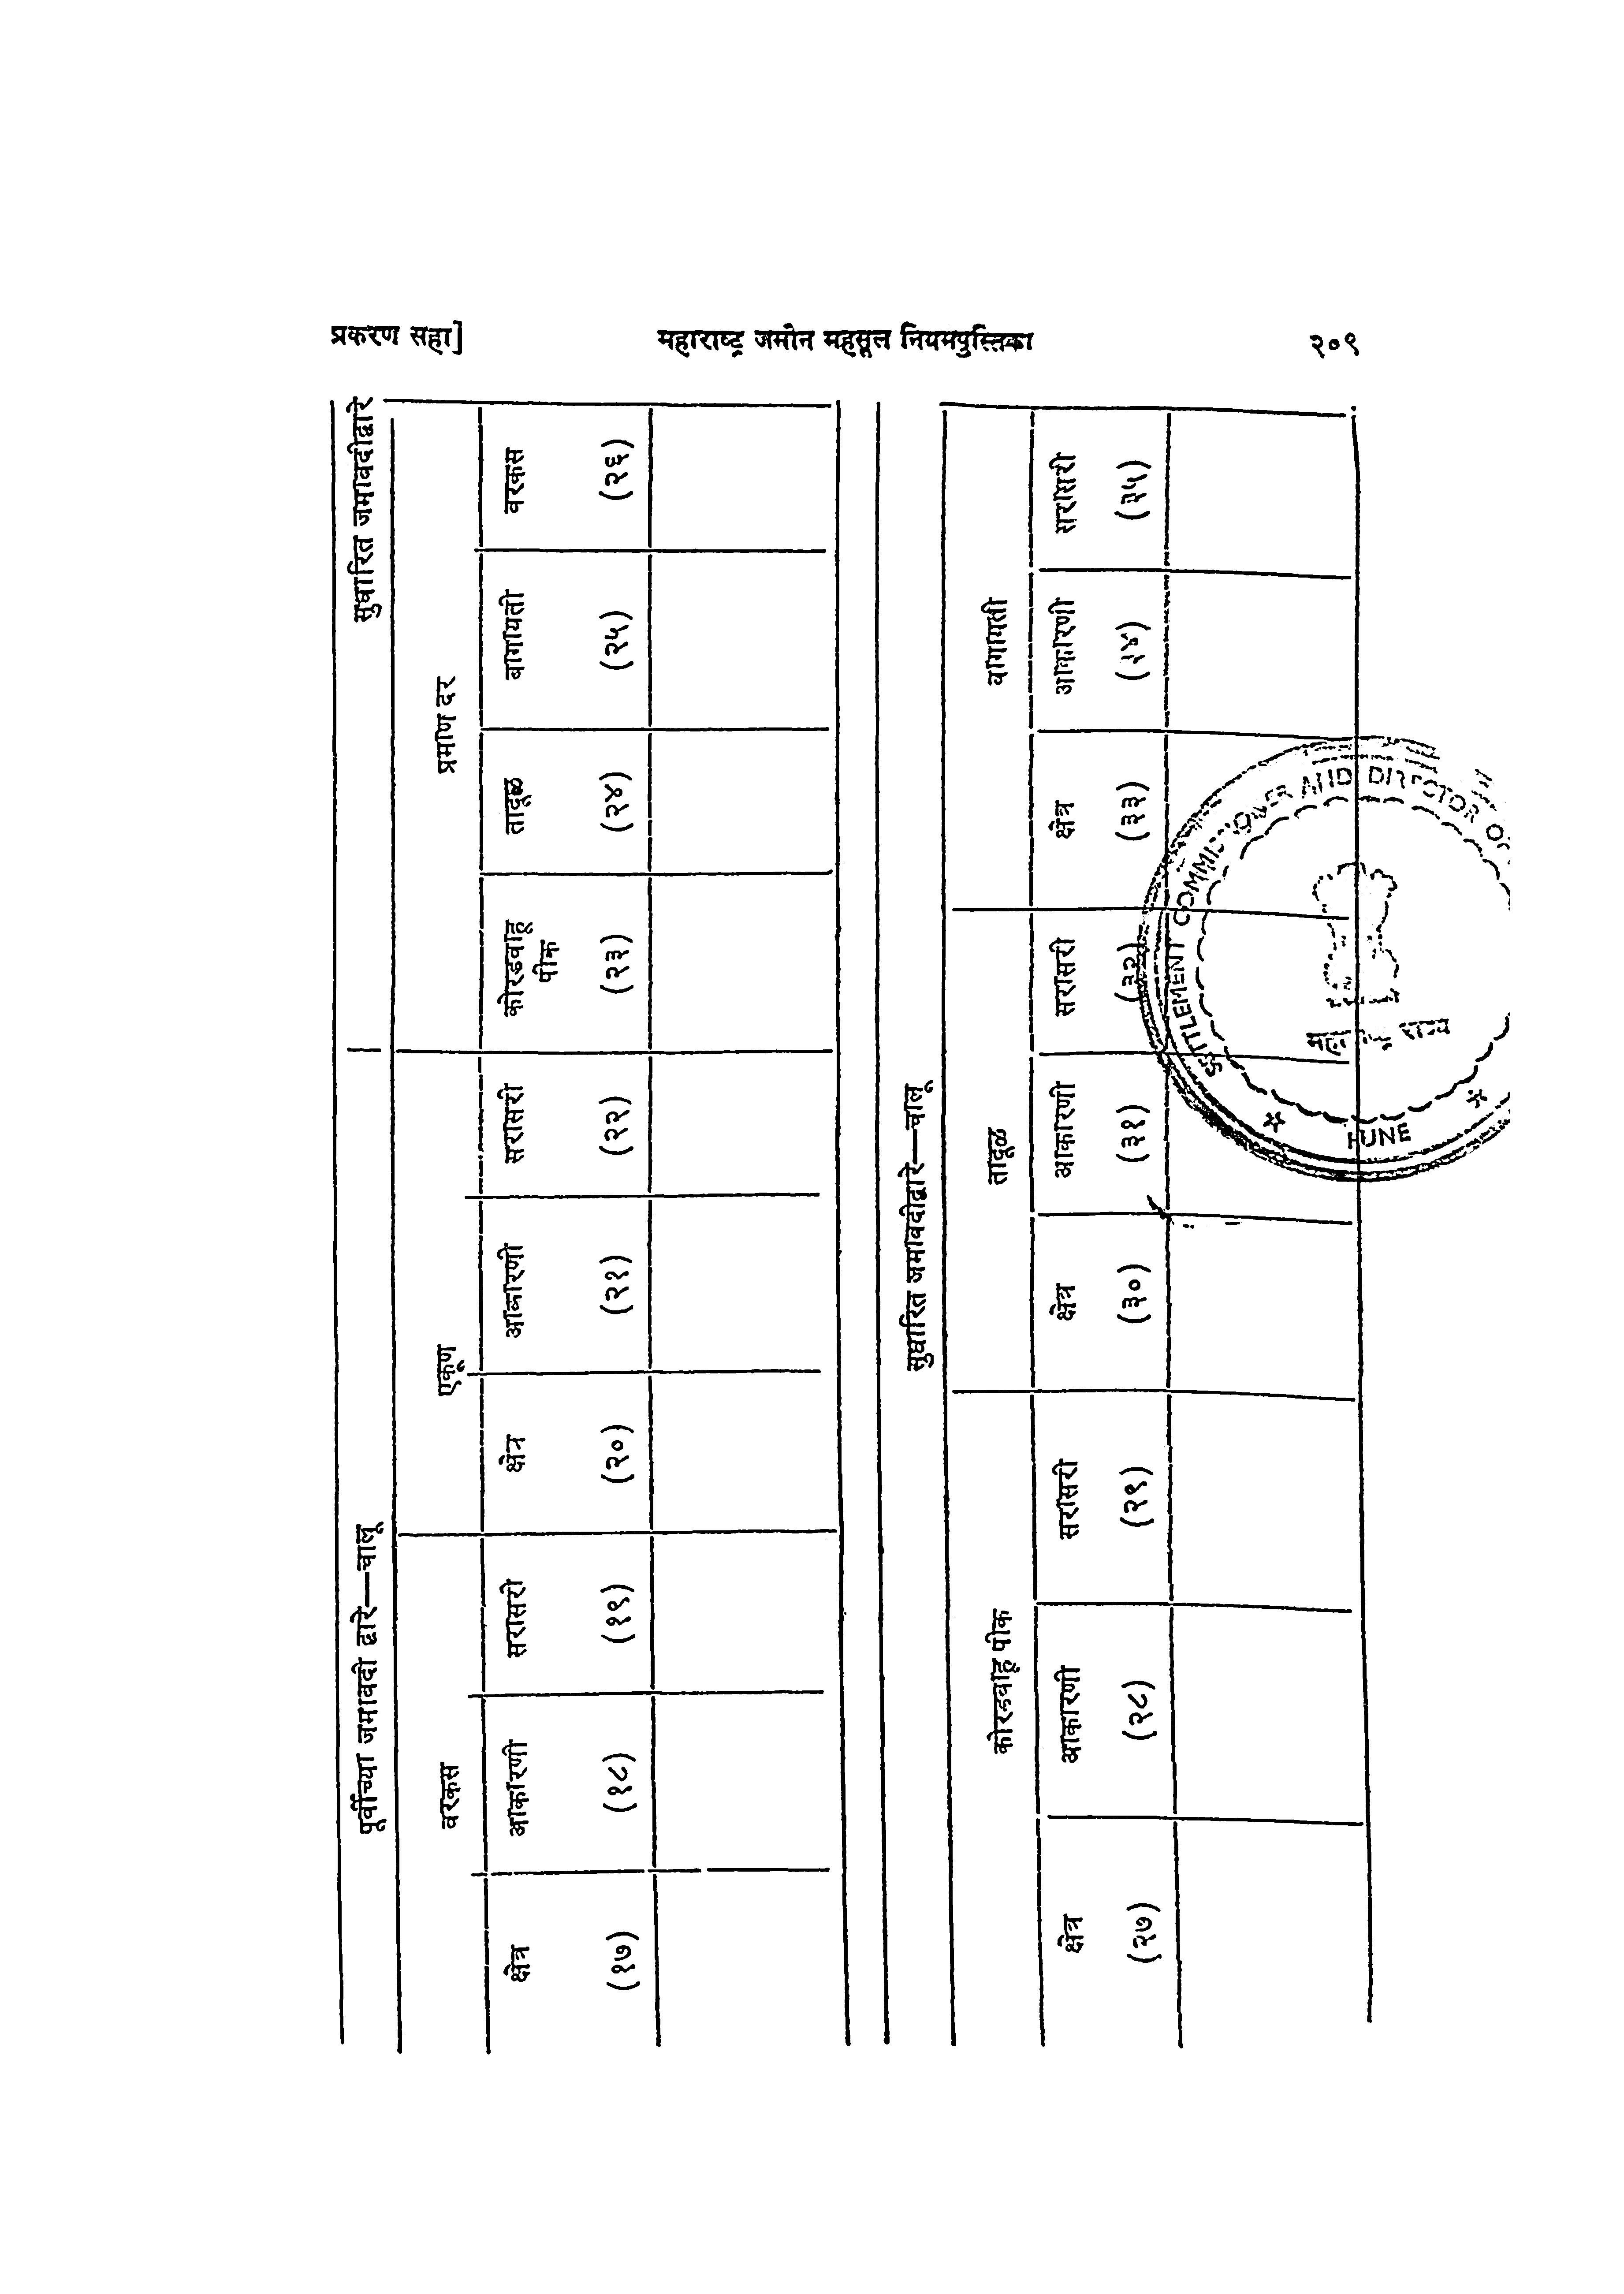 प्रकरण सहा] महाराष्ट्र जमीन महसूल नियमपुस्तिका २०९
पूर्वीच्या जमाबंदी द्वारे—चालू सुधारित जमाबंदीद्वारे
वरकस एकूण प्रमाण दर
क्षेत्र आकारणी सरासरी क्षेत्र आकारणी सरासरी कोरडवाहू तांदूळ बागायती वरकस
पीक
(१७) (१८) (१९) (२०) (२१) (२२) (२३) (२४) (२५) (२६)
सुधारित जमाबंदीद्वारे—चालू
कोरडवाहू पीक तांदूळ बागायती
क्षेत्र आकारणी सरासरी क्षेत्र आकारणी सरासरी क्षेत्र आकारणी सरासरी
(२७) (२८) (२९) (३०) (३१) (३२) (३३) (३४) (३५)
SETTLEMENT COMMISSIONER AND DIRECTOR OF
महाराष्ट्र राज्य
PUNE